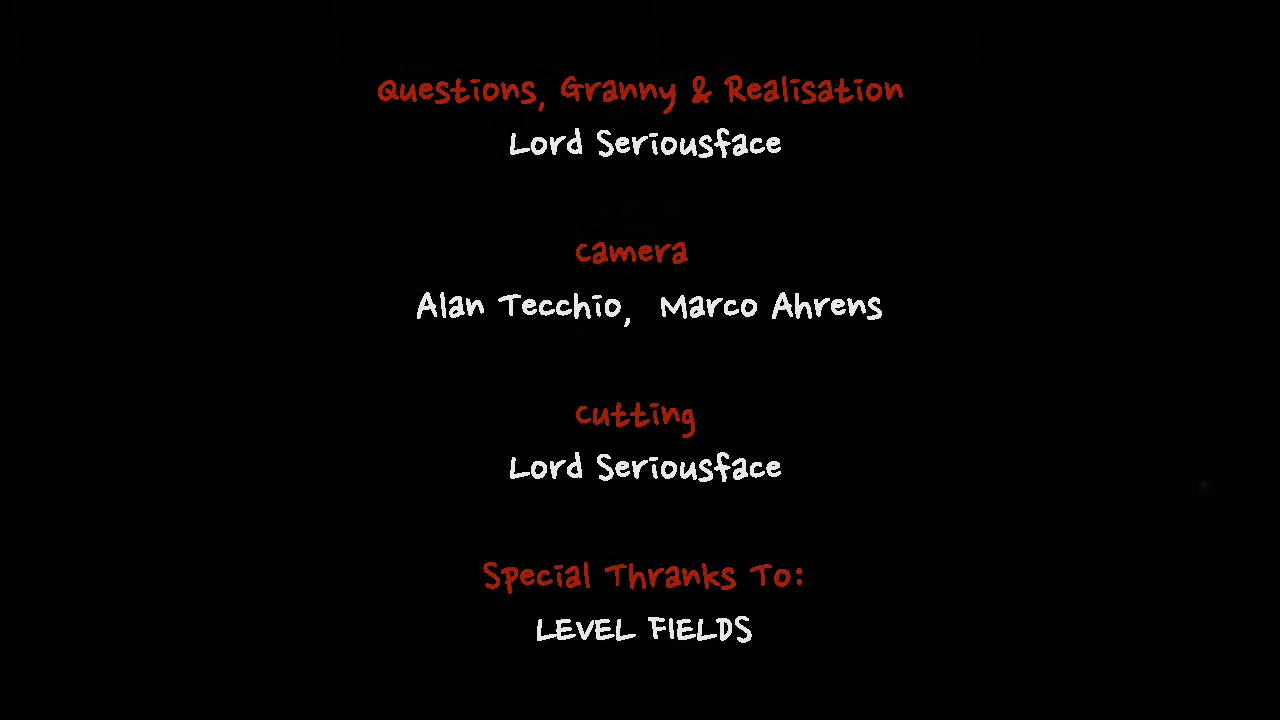 Questions, Granny & Realisation
Lord Seriousface
Camera
Alan Tecchio, Marco Ahrens
Cutting
Lord Seriousface
Special Thranks To:
LEVEL FIELDS